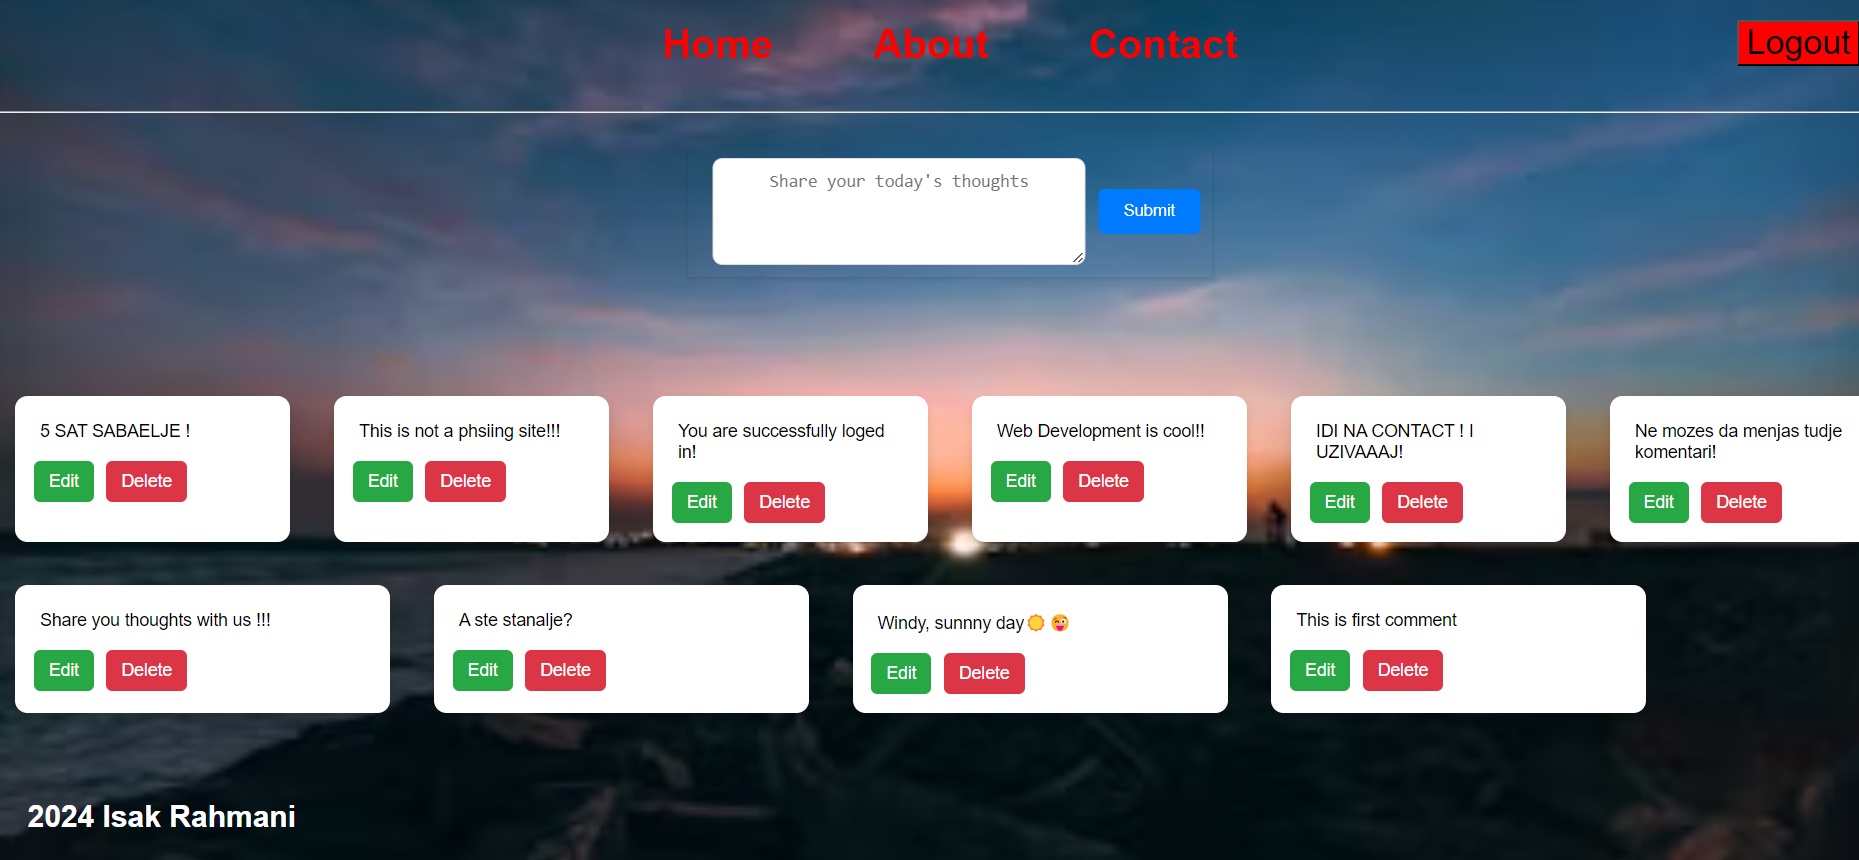 Home About Contact Logout
Share your today's thoughts
Submit
5 SAT SABAELJE !
Edit Delete
This is not a phsiing site!!!
Edit Delete
You are successfully loged
in!
Edit Delete
Web Development is cool!!
Edit Delete
IDI NA CONTACT ! I
UZIVAAAJ!
Edit Delete
Ne mozes da menjas tudje
komentari!
Edit Delete
Share you thoughts with us !!!
Edit Delete
A ste stanalje?
Edit Delete
Windy, sunnny day🌞 😜
Edit Delete
This is first comment
Edit Delete
2024 Isak Rahmani